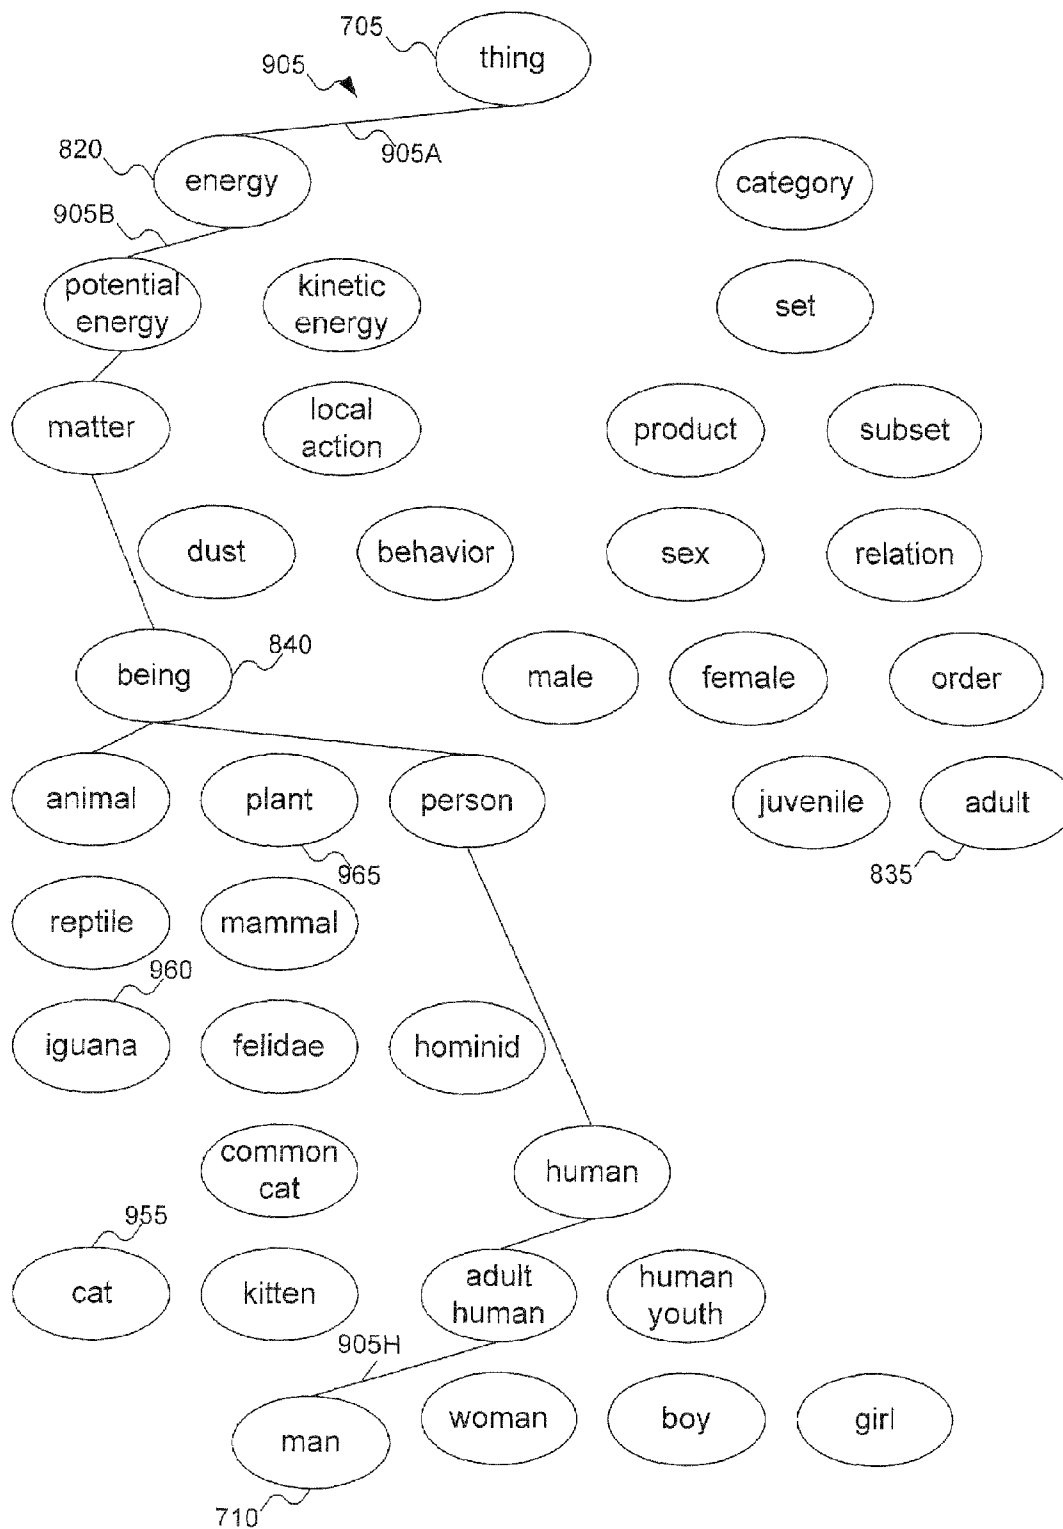 705
thing
905
905A
820
energy
category
905B
potential
energy
kinetic
energy
set
matter
local
action
product
subset
dust
behavior
sex
relation
being
840
male
female
order
animal
plant
person
juvenile
adult
965
835
reptile
mammal
960
iguana
felidae
hominid
common
cat
human
955
cat
kitten
adult
human
human
youth
905H
man
woman
boy
girl
710